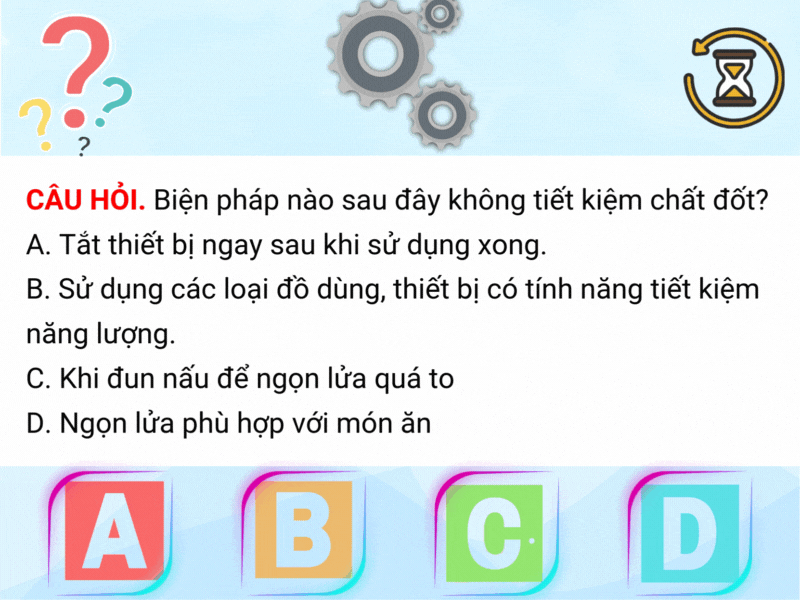 CÂU HỎI. Biện pháp nào sau đây không tiết kiệm chất đốt?
A. Tắt thiết bị ngay sau khi sử dụng xong.
B. Sử dụng các loại đồ dùng, thiết bị có tính năng tiết kiệm
năng lượng.
C. Khi đun nấu để ngọn lửa quá to
D. Ngọn lửa phù hợp với món ăn
A B C D